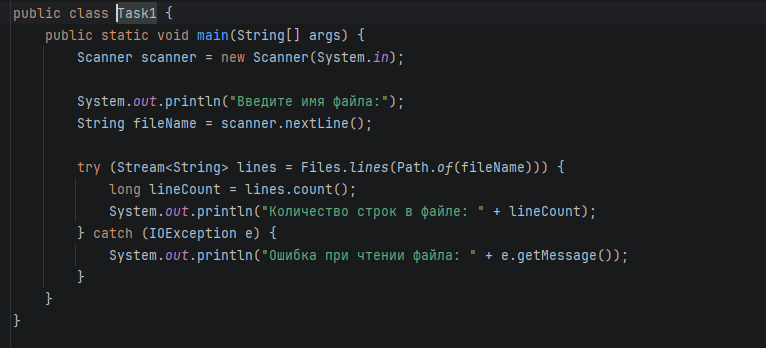 public class Task1 {
public static void main(String[] args) {
Scanner scanner = new Scanner(System.in);
System.out.println("Введите имя файла:");
String fileName = scanner.nextLine();
try (Stream<String> lines = Files.lines(Path.of(fileName))) {
long lineCount = lines.count();
System.out.println("Количество строк в файле: " + lineCount);
} catch (IOException e) {
System.out.println("Ошибка при чтении файла: " + e.getMessage());
}
}
}